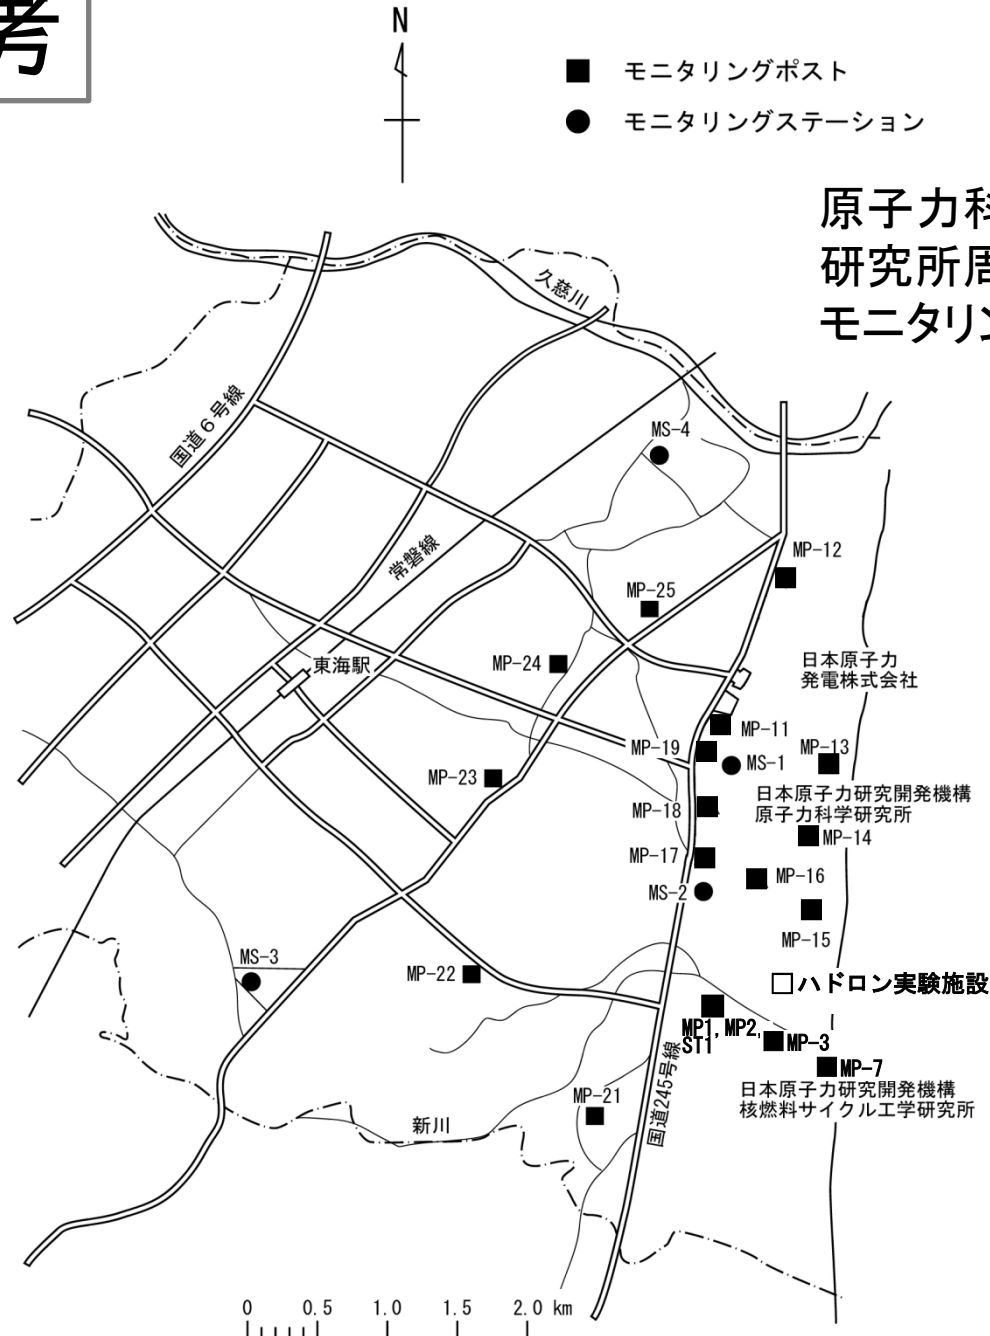 考
N
■ モニタリングポスト
● モニタリングステーション
原子力科
研究所周
モニタリン
久慈川
国道6号線
MS-4
常磐線
MP-12
MP-25
MP-24
東海駅
日本原子力
発電株式会社
MP-11
MP-19
MS-1
MP-13
MP-23
日本原子力研究開発機構
原子力科学研究所
MP-18
MP-14
MP-17
MP-16
MS-2
MP-15
MS-3
MP-22
□ハドロン実験施設
MP1, MP2,
ST1
MP-3
MP-7
国道245号線
日本原子力研究開発機構
核燃料サイクル工学研究所
MP-21
新川
0 0.5 1.0 1.5 2.0 km